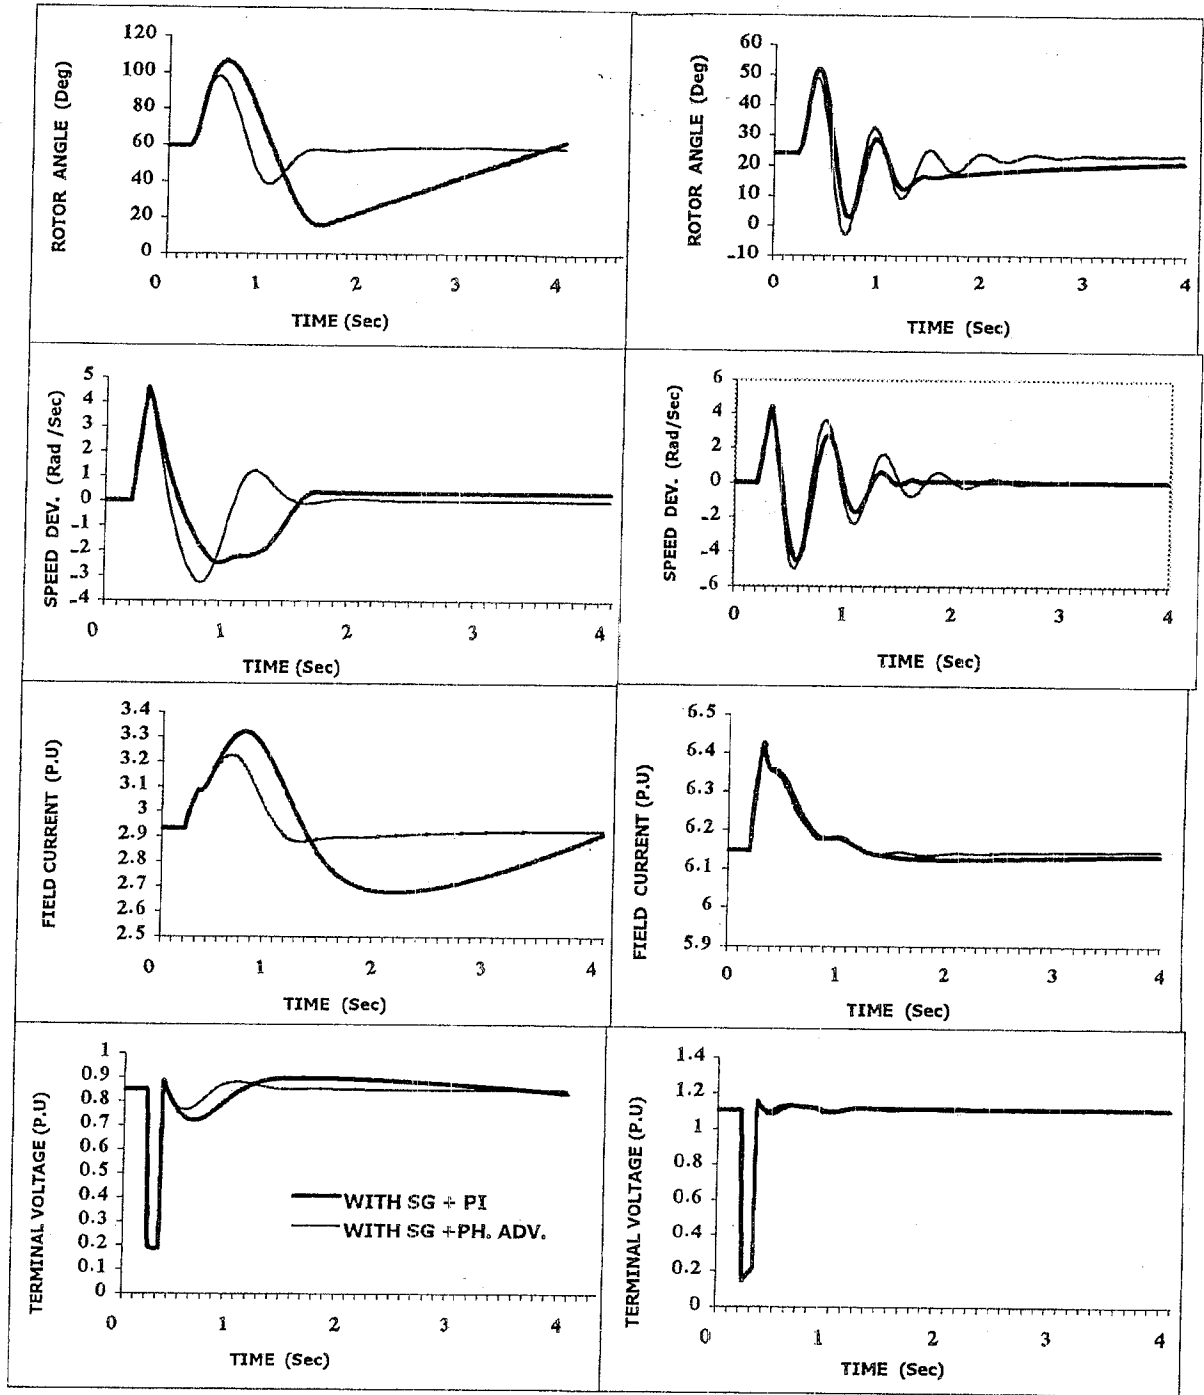 ROTOR ANGLE (Deg)
120
100
80
60
40
20
0
0 1 2 3 4
TIME (Sec)
ROTOR ANGLE (Deg)
60
50
40
30
20
10
0
-10
0 1 2 3 4
TIME (Sec)
SPEED DEV. (Rad /Sec)
5
4
3
2
1
0
-1
-2
-3
-4
0 1 2 3 4
TIME (Sec)
SPEED DEV. (Rad/Sec)
6
4
2
0
-2
-4
-6
0 1 2 3 4
TIME (Sec)
FIELD CURRENT (P.U)
3.4
3.3
3.2
3.1
3
2.9
2.8
2.7
2.6
2.5
0 1 2 3 4
TIME (Sec)
FIELD CURRENT (P.U)
6.5
6.4
6.3
6.2
6.1
6
5.9
0 1 2 3 4
TIME (Sec)
TERMINAL VOLTAGE (P.U)
1
0.9
0.8
0.7
0.6
0.5
0.4
0.3
0.2
0.1
0
WITH SG + PI
WITH SG +PH. ADV.
0 1 2 3 4
TIME (Sec)
TERMINAL VOLTAGE (P.U)
1.4
1.2
1
0.8
0.6
0.4
0.2
0
0 1 2 3 4
TIME (Sec)